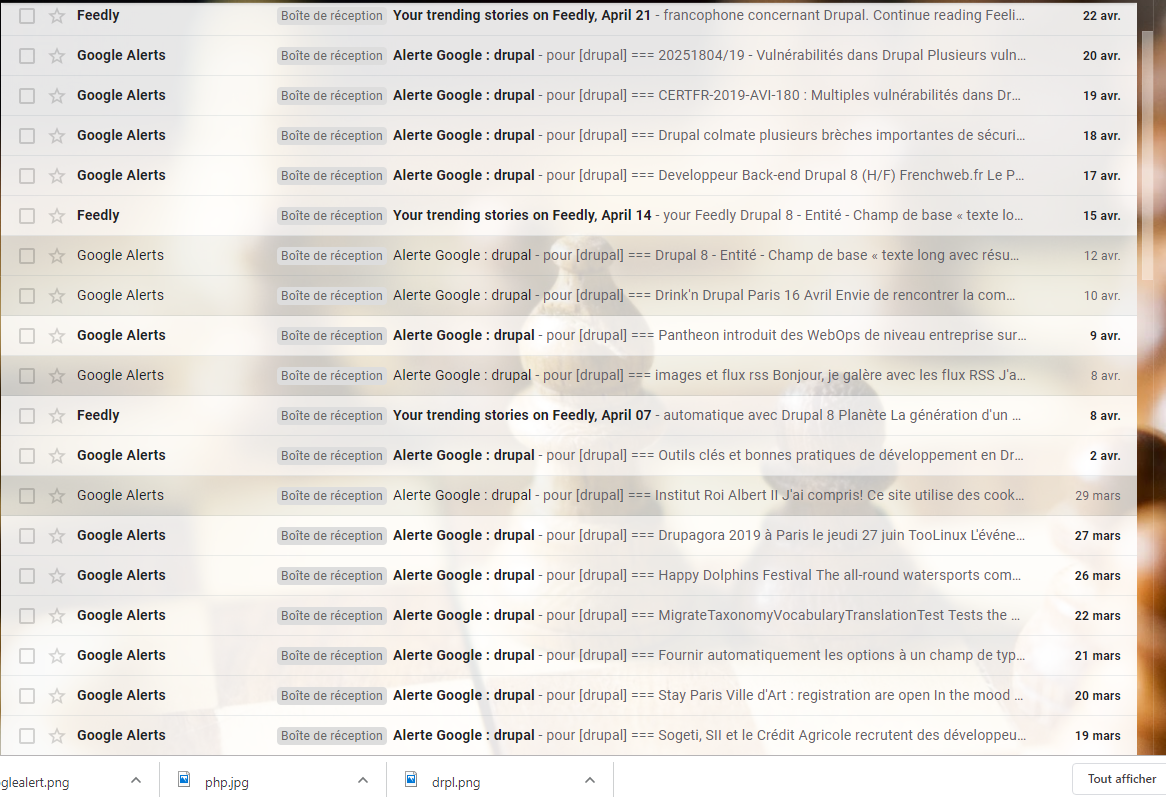 Feedly Boîte de réception Your trending stories on Feedly, April 21 - francophone concernant Drupal. Continue reading Feeli… 22 avr.
Google Alerts Boîte de réception Alerte Google : drupal - pour [drupal] === 20251804/19 - Vulnérabilités dans Drupal Plusieurs vuln… 20 avr.
Google Alerts Boîte de réception Alerte Google : drupal - pour [drupal] === CERTFR-2019-AVI-180 : Multiples vulnérabilités dans Dr… 19 avr.
Google Alerts Boîte de réception Alerte Google : drupal - pour [drupal] === Drupal colmate plusieurs brèches importantes de sécuri… 18 avr.
Google Alerts Boîte de réception Alerte Google : drupal - pour [drupal] === Developpeur Back-end Drupal 8 (H/F) Frenchweb.fr Le P… 17 avr.
Feedly Boîte de réception Your trending stories on Feedly, April 14 - your Feedly Drupal 8 - Entité - Champ de base « texte lo… 15 avr.
Google Alerts Boîte de réception Alerte Google : drupal - pour [drupal] === Drupal 8 - Entité - Champ de base « texte long avec résu… 12 avr.
Google Alerts Boîte de réception Alerte Google : drupal - pour [drupal] === Drink'n Drupal Paris 16 Avril Envie de rencontrer la com… 10 avr.
Google Alerts Boîte de réception Alerte Google : drupal - pour [drupal] === Pantheon introduit des WebOps de niveau entreprise sur… 9 avr.
Google Alerts Boîte de réception Alerte Google : drupal - pour [drupal] === images et flux rss Bonjour, je galère avec les flux RSS J'a… 8 avr.
Feedly Boîte de réception Your trending stories on Feedly, April 07 - automatique avec Drupal 8 Planète La génération d'un … 8 avr.
Google Alerts Boîte de réception Alerte Google : drupal - pour [drupal] === Outils clés et bonnes pratiques de développement en Dr… 2 avr.
Google Alerts Boîte de réception Alerte Google : drupal - pour [drupal] === Institut Roi Albert II J'ai compris! Ce site utilise des cook… 29 mars
Google Alerts Boîte de réception Alerte Google : drupal - pour [drupal] === Drupagora 2019 à Paris le jeudi 27 juin TooLinux L'événe… 27 mars
Google Alerts Boîte de réception Alerte Google : drupal - pour [drupal] === Happy Dolphins Festival The all-round watersports com… 26 mars
Google Alerts Boîte de réception Alerte Google : drupal - pour [drupal] === MigrateTaxonomyVocabularyTranslationTest Tests the … 22 mars
Google Alerts Boîte de réception Alerte Google : drupal - pour [drupal] === Fournir automatiquement les options à un champ de typ… 21 mars
Google Alerts Boîte de réception Alerte Google : drupal - pour [drupal] === Stay Paris Ville d'Art : registration are open In the mood … 20 mars
Google Alerts Boîte de réception Alerte Google : drupal - pour [drupal] === Sogeti, SII et le Crédit Agricole recrutent des développeu… 19 mars
glealert.png php.jpg drpl.png Tout afficher